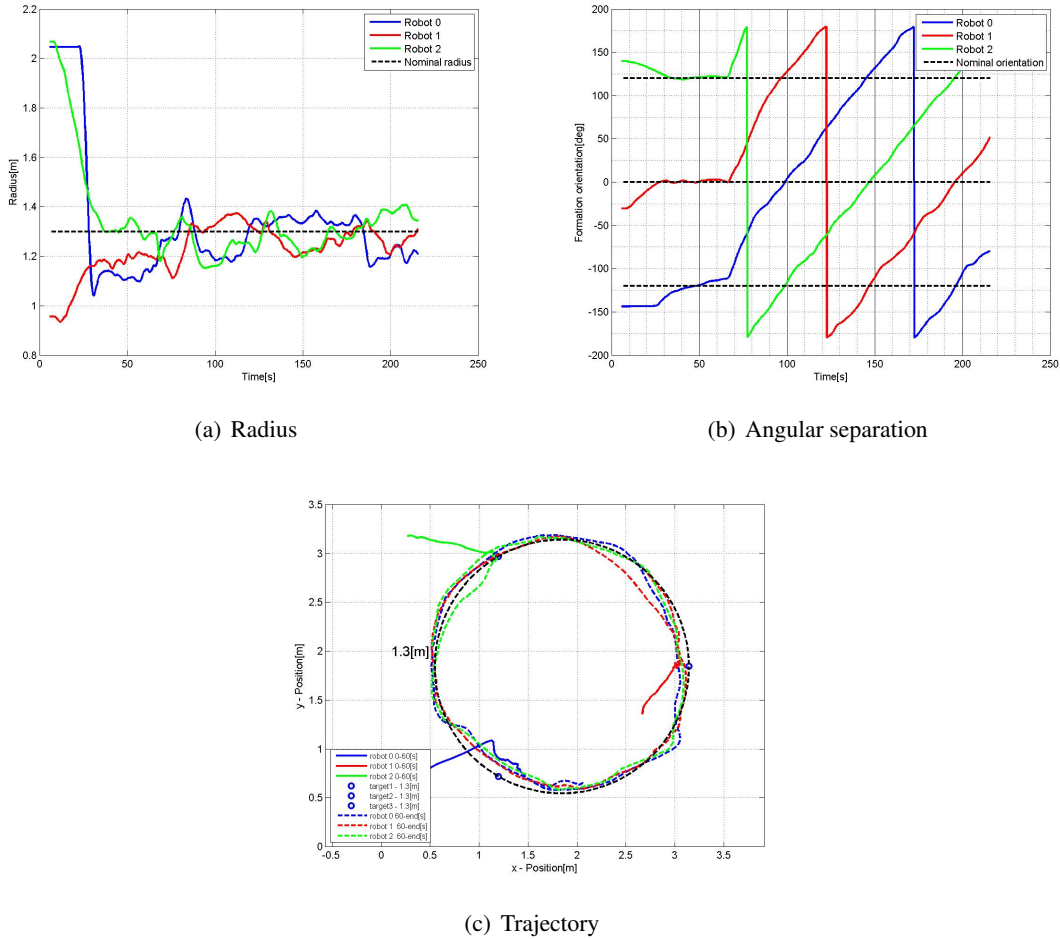 2.2
2
1.8
1.6
1.4
1.2
1
0.8
Radius[m]
0 50 100 150 200 250
Time[s]
Robot 0
Robot 1
Robot 2
Nominal radius
(a) Radius
200
150
100
50
0
-50
-100
-150
-200
Formation orientation[deg]
0 50 100 150 200 250
Time[s]
Robot 0
Robot 1
Robot 2
Nominal orientation
(b) Angular separation
3.5
3
2.5
2
1.5
1
0.5
0
y - Position[m]
1.3[m]
robot 0 0-60[s]
robot 1 0-60[s]
robot 2 0-60[s]
target1 - 1.3[m]
target2 - 1.3[m]
target3 - 1.3[m]
robot 0 60-end[s]
robot 1 60-end[s]
robot 2 60-end[s]
-0.5 0 0.5 1 1.5 2 2.5 3 3.5
x - Position[m]
(c) Trajectory